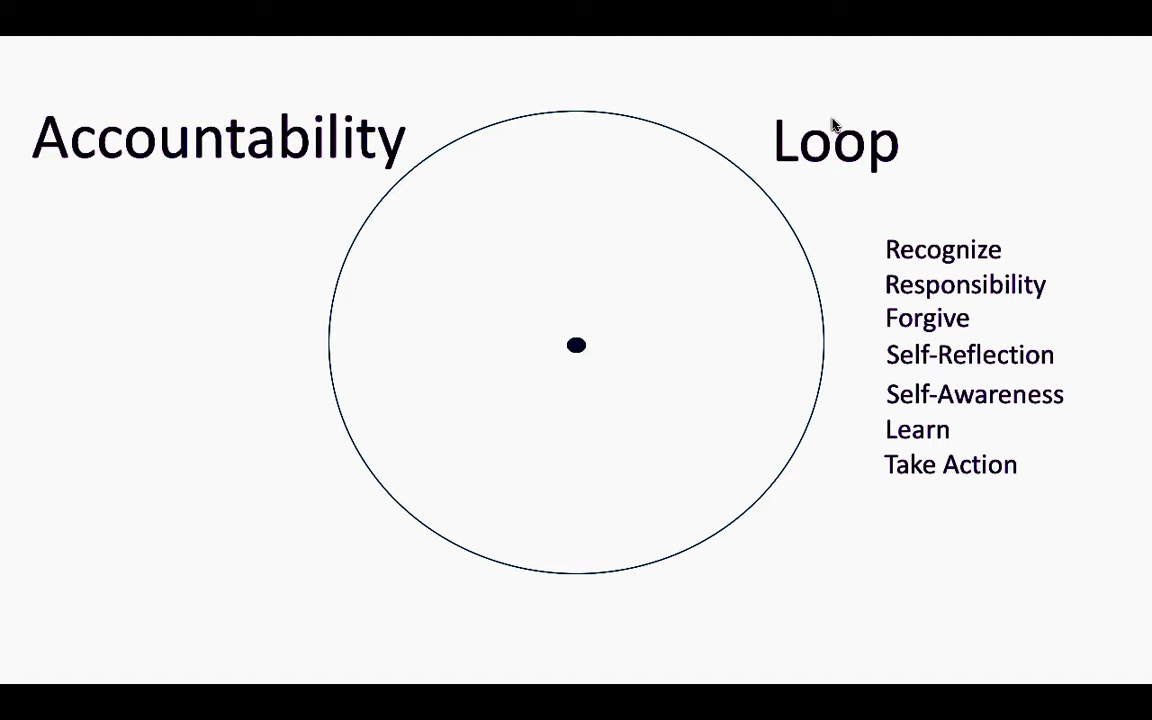 Accountability Loop
Recognize
Responsibility
Forgive
Self-Reflection
Self-Awareness
Learn
Take Action